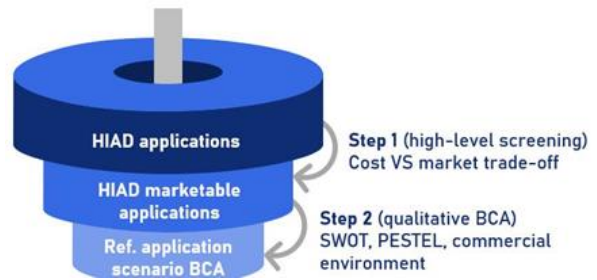 HIAD applications
Step 1 (high-level screening)
Cost VS market trade-off
HIAD marketable
applications
Step 2 (qualitative BCA)
SWOT, PESTEL, commercial
environment
Ref. application
scenario BCA